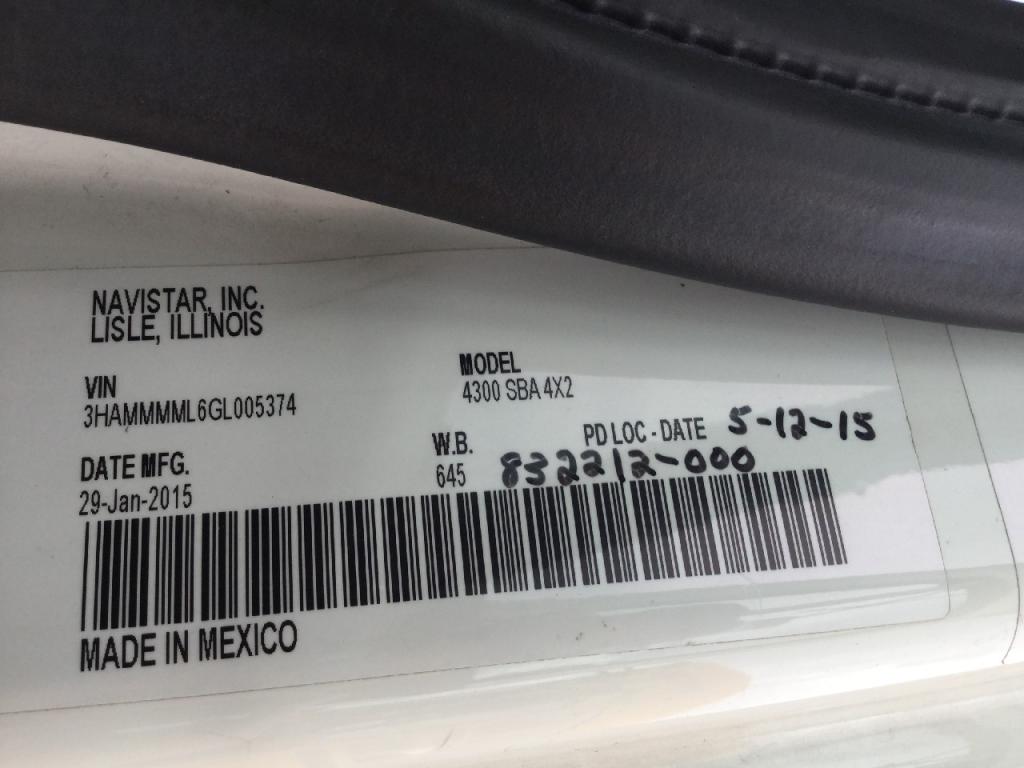 NAVISTAR, INC.
LISLE, ILLINOIS
VIN
3HAMMMML6GL005374
MODEL
4300 SBA 4X2
DATE MFG.
29-Jan-2015
W.B.
645
PD LOC - DATE 5-12-15
832212-000
MADE IN MEXICO